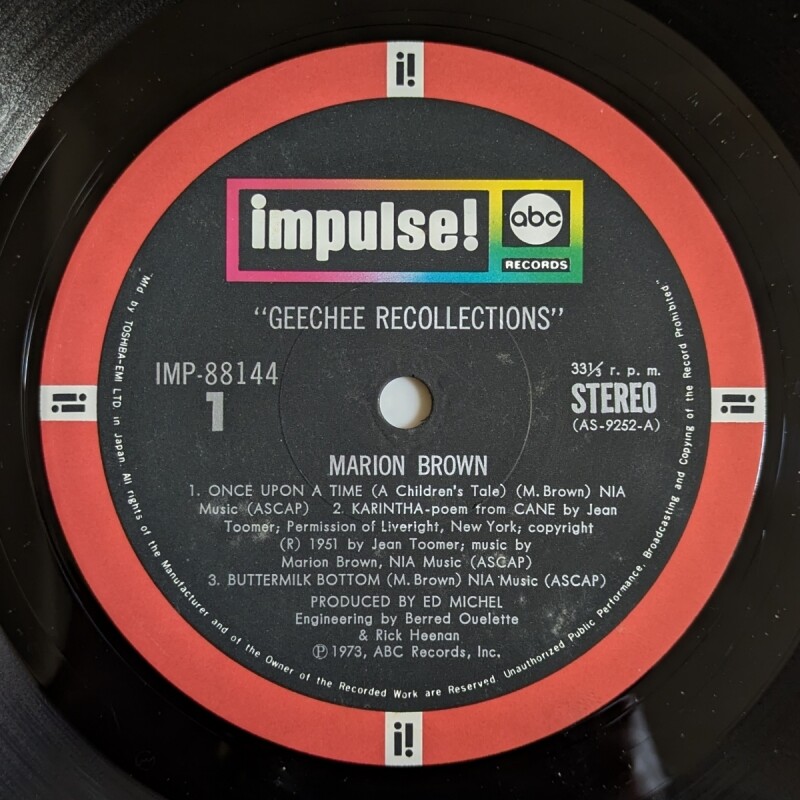 i!
impulse!
abc
RECORDS
"GEECHEE RECOLLECTIONS"
IMP-88144
1
33⅓ r. p. m.
STEREO
(AS-9252-A)
MARION BROWN
1. ONCE UPON A TIME (A Children's Tale) (M. Brown) NIA
Music (ASCAP) 2. KARINTHA-poem from CANE by Jean
Toomer; Permission of Liveright, New York; copyright
(R) 1951 by Jean Toomer; music by
Marion Brown, NIA Music (ASCAP)
3. BUTTERMILK BOTTOM (M. Brown) NIA Music (ASCAP)
PRODUCED BY ED MICHEL
Engineering by Berred Ouelette
& Rick Heenan
Ⓟ 1973, ABC Records, Inc.
"Mfd by TOSHIBA-EMI LTD. in Japan. All rights of the Manufacturer and of the Owner of the Recorded Work are Reserved. Unauthorized Public Performance, Broadcasting and Copying of the Record Prohibited"
i!
i!
i!